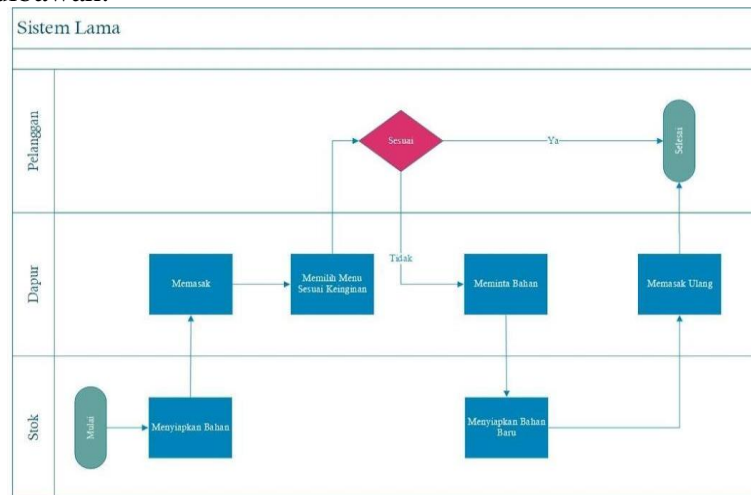 Sistem Lama
Pelanggan
Sesuai
Ya
Selesai
Dapur
Memasak
Memilih Menu
Sesuai Keinginan
Tidak
Meminta Bahan
Memasak Ulang
Stok
Mulai
Menyiapkan Bahan
Menyiapkan Bahan
Baru